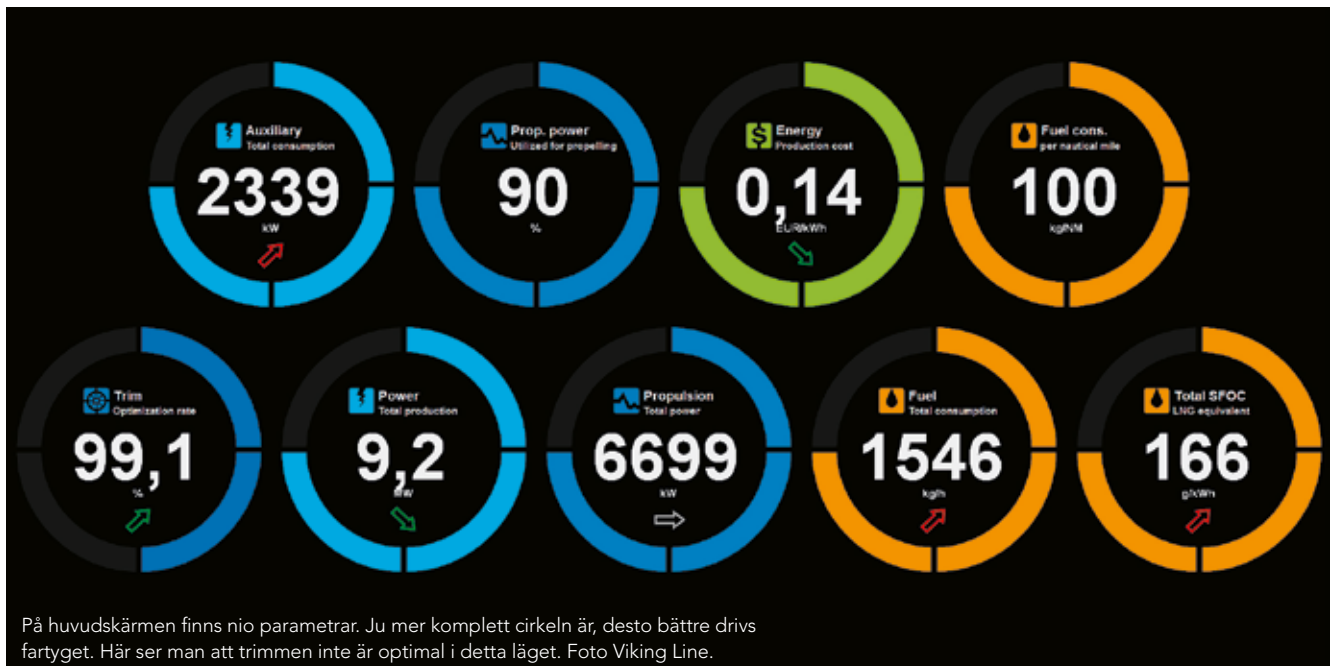 Auxiliary
Total consumption
2339
kW
Prop. power
Utilized for propelling
90
%
Energy
Production cost
0,14
EUR/kWh
Fuel cons.
per nautical mile
100
kg/NM
Trim
Optimization rate
99,1
%
Power
Total production
9,2
MW
Propulsion
Total power
6699
kW
Fuel
Total consumption
1546
kg/h
Total SFOC
LNG equivalent
166
g/kWh
På huvudskärmen finns nio parametrar. Ju mer komplett cirkeln är, desto bättre drivs
fartyget. Här ser man att trimmen inte är optimal i detta läget. Foto Viking Line.